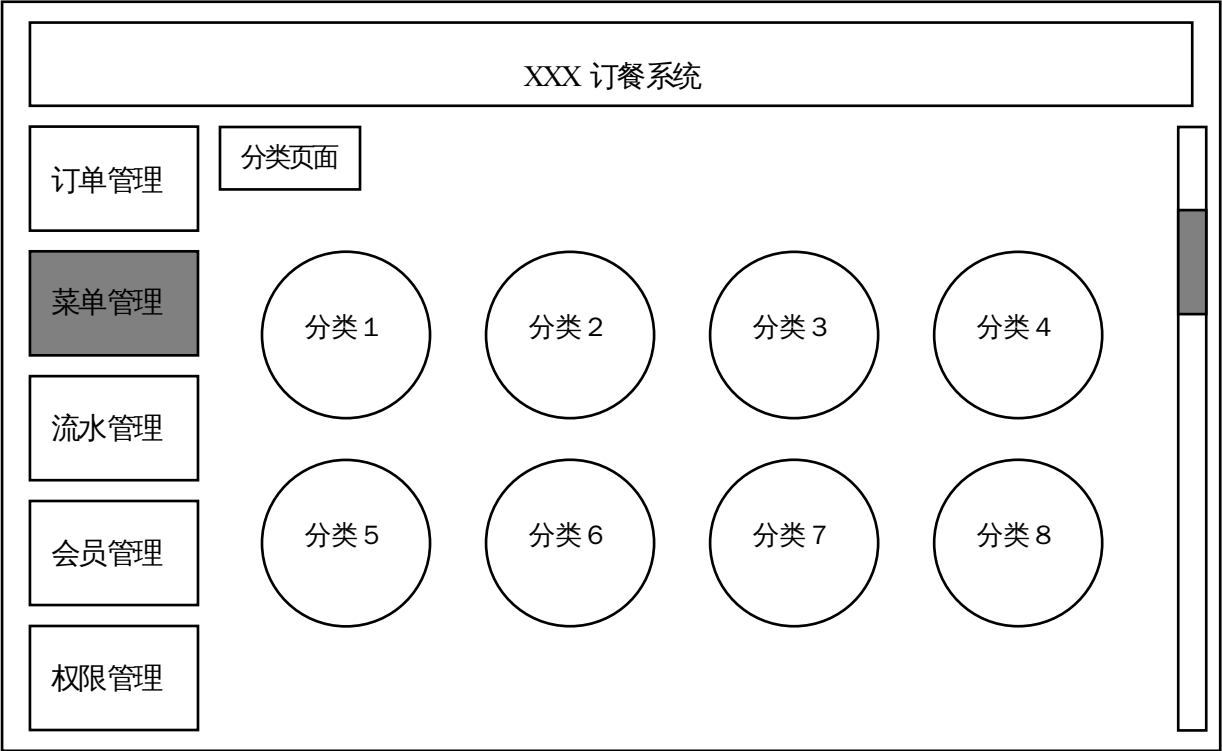 XXX 订餐系统
订单管理
分类页面
菜单管理
分类１
分类２
分类３
分类４
流水管理
分类５
分类６
分类７
分类８
会员管理
权限管理